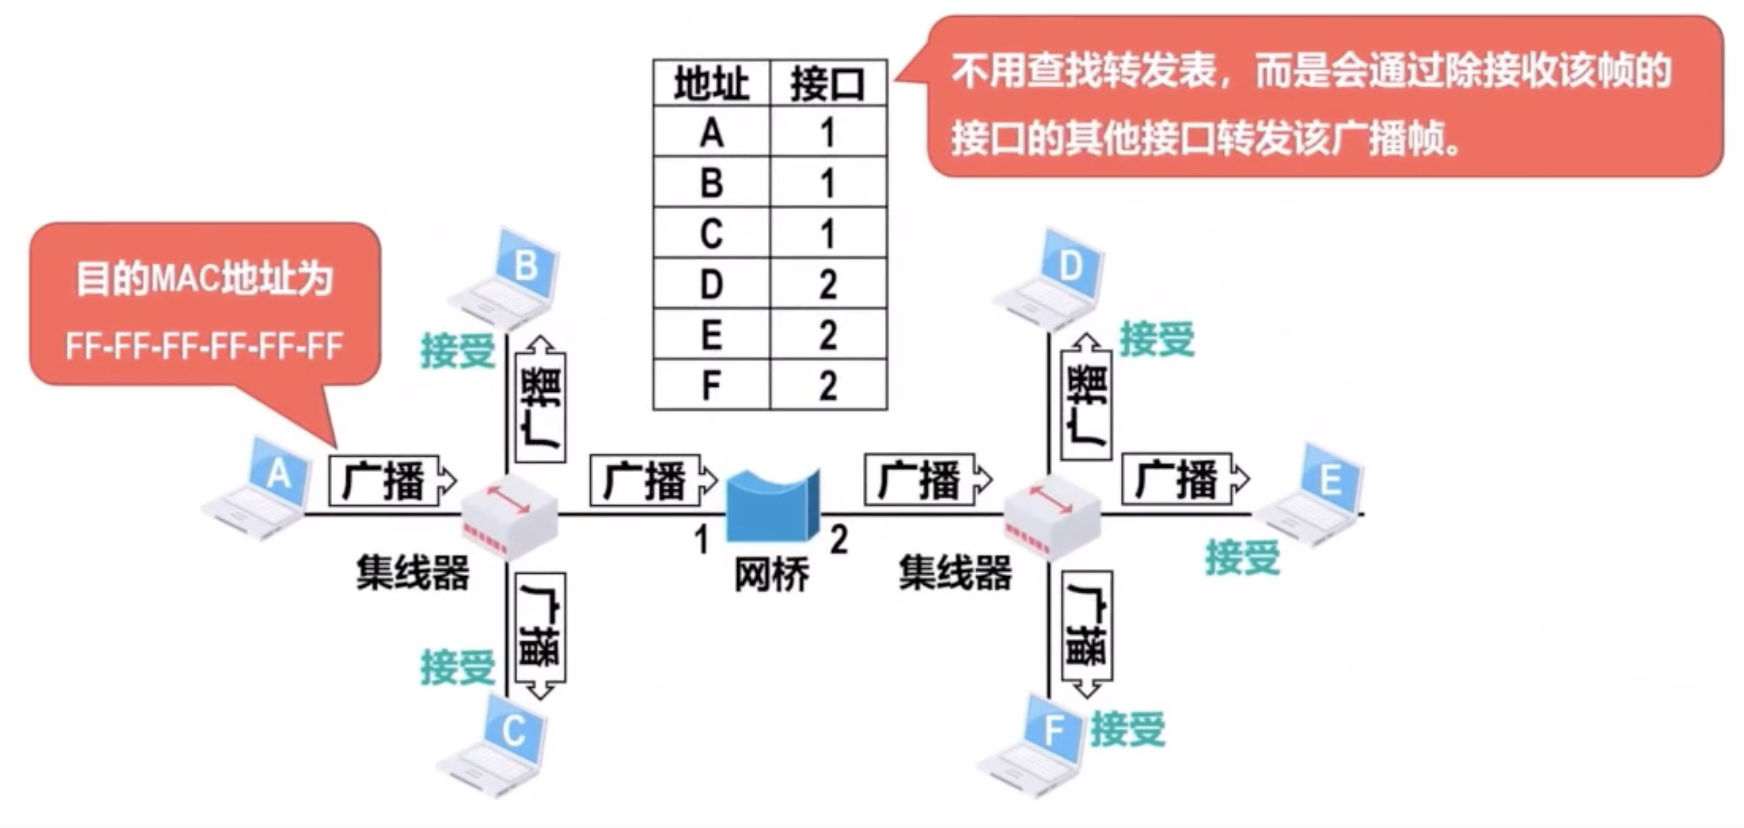 不用查找转发表，而是会通过除接收该帧的
接口的其他接口转发该广播帧。
地址 接口
A 1
B 1
C 1
D 2
E 2
F 2
目的MAC地址为
FF-FF-FF-FF-FF-FF
B
接受
广播
D
接受
广播
A
广播
广播
广播
广播
E
接受
集线器
1
网桥
2
集线器
广播
接受
C
广播
F
接受